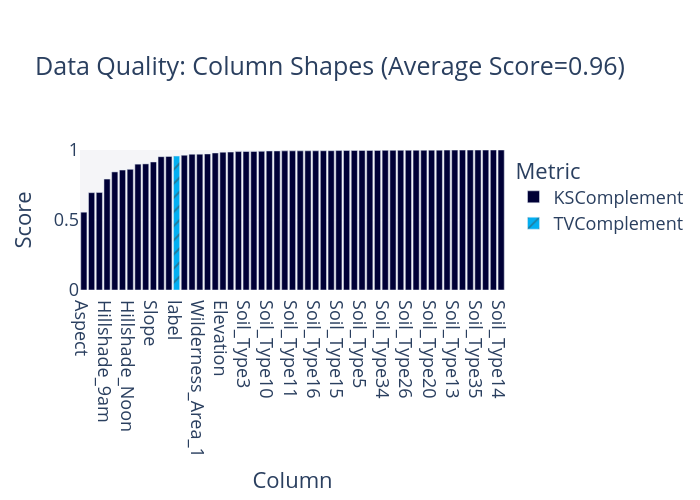 Data Quality: Column Shapes (Average Score=0.96)
1
0.5
0
Score
Aspect
Hillshade_9am
Hillshade_Noon
Slope
label
Wilderness_Area_1
Elevation
Soil_Type3
Soil_Type10
Soil_Type11
Soil_Type16
Soil_Type15
Soil_Type5
Soil_Type34
Soil_Type26
Soil_Type20
Soil_Type13
Soil_Type35
Soil_Type14
Column
Metric
KSComplement
TVComplement